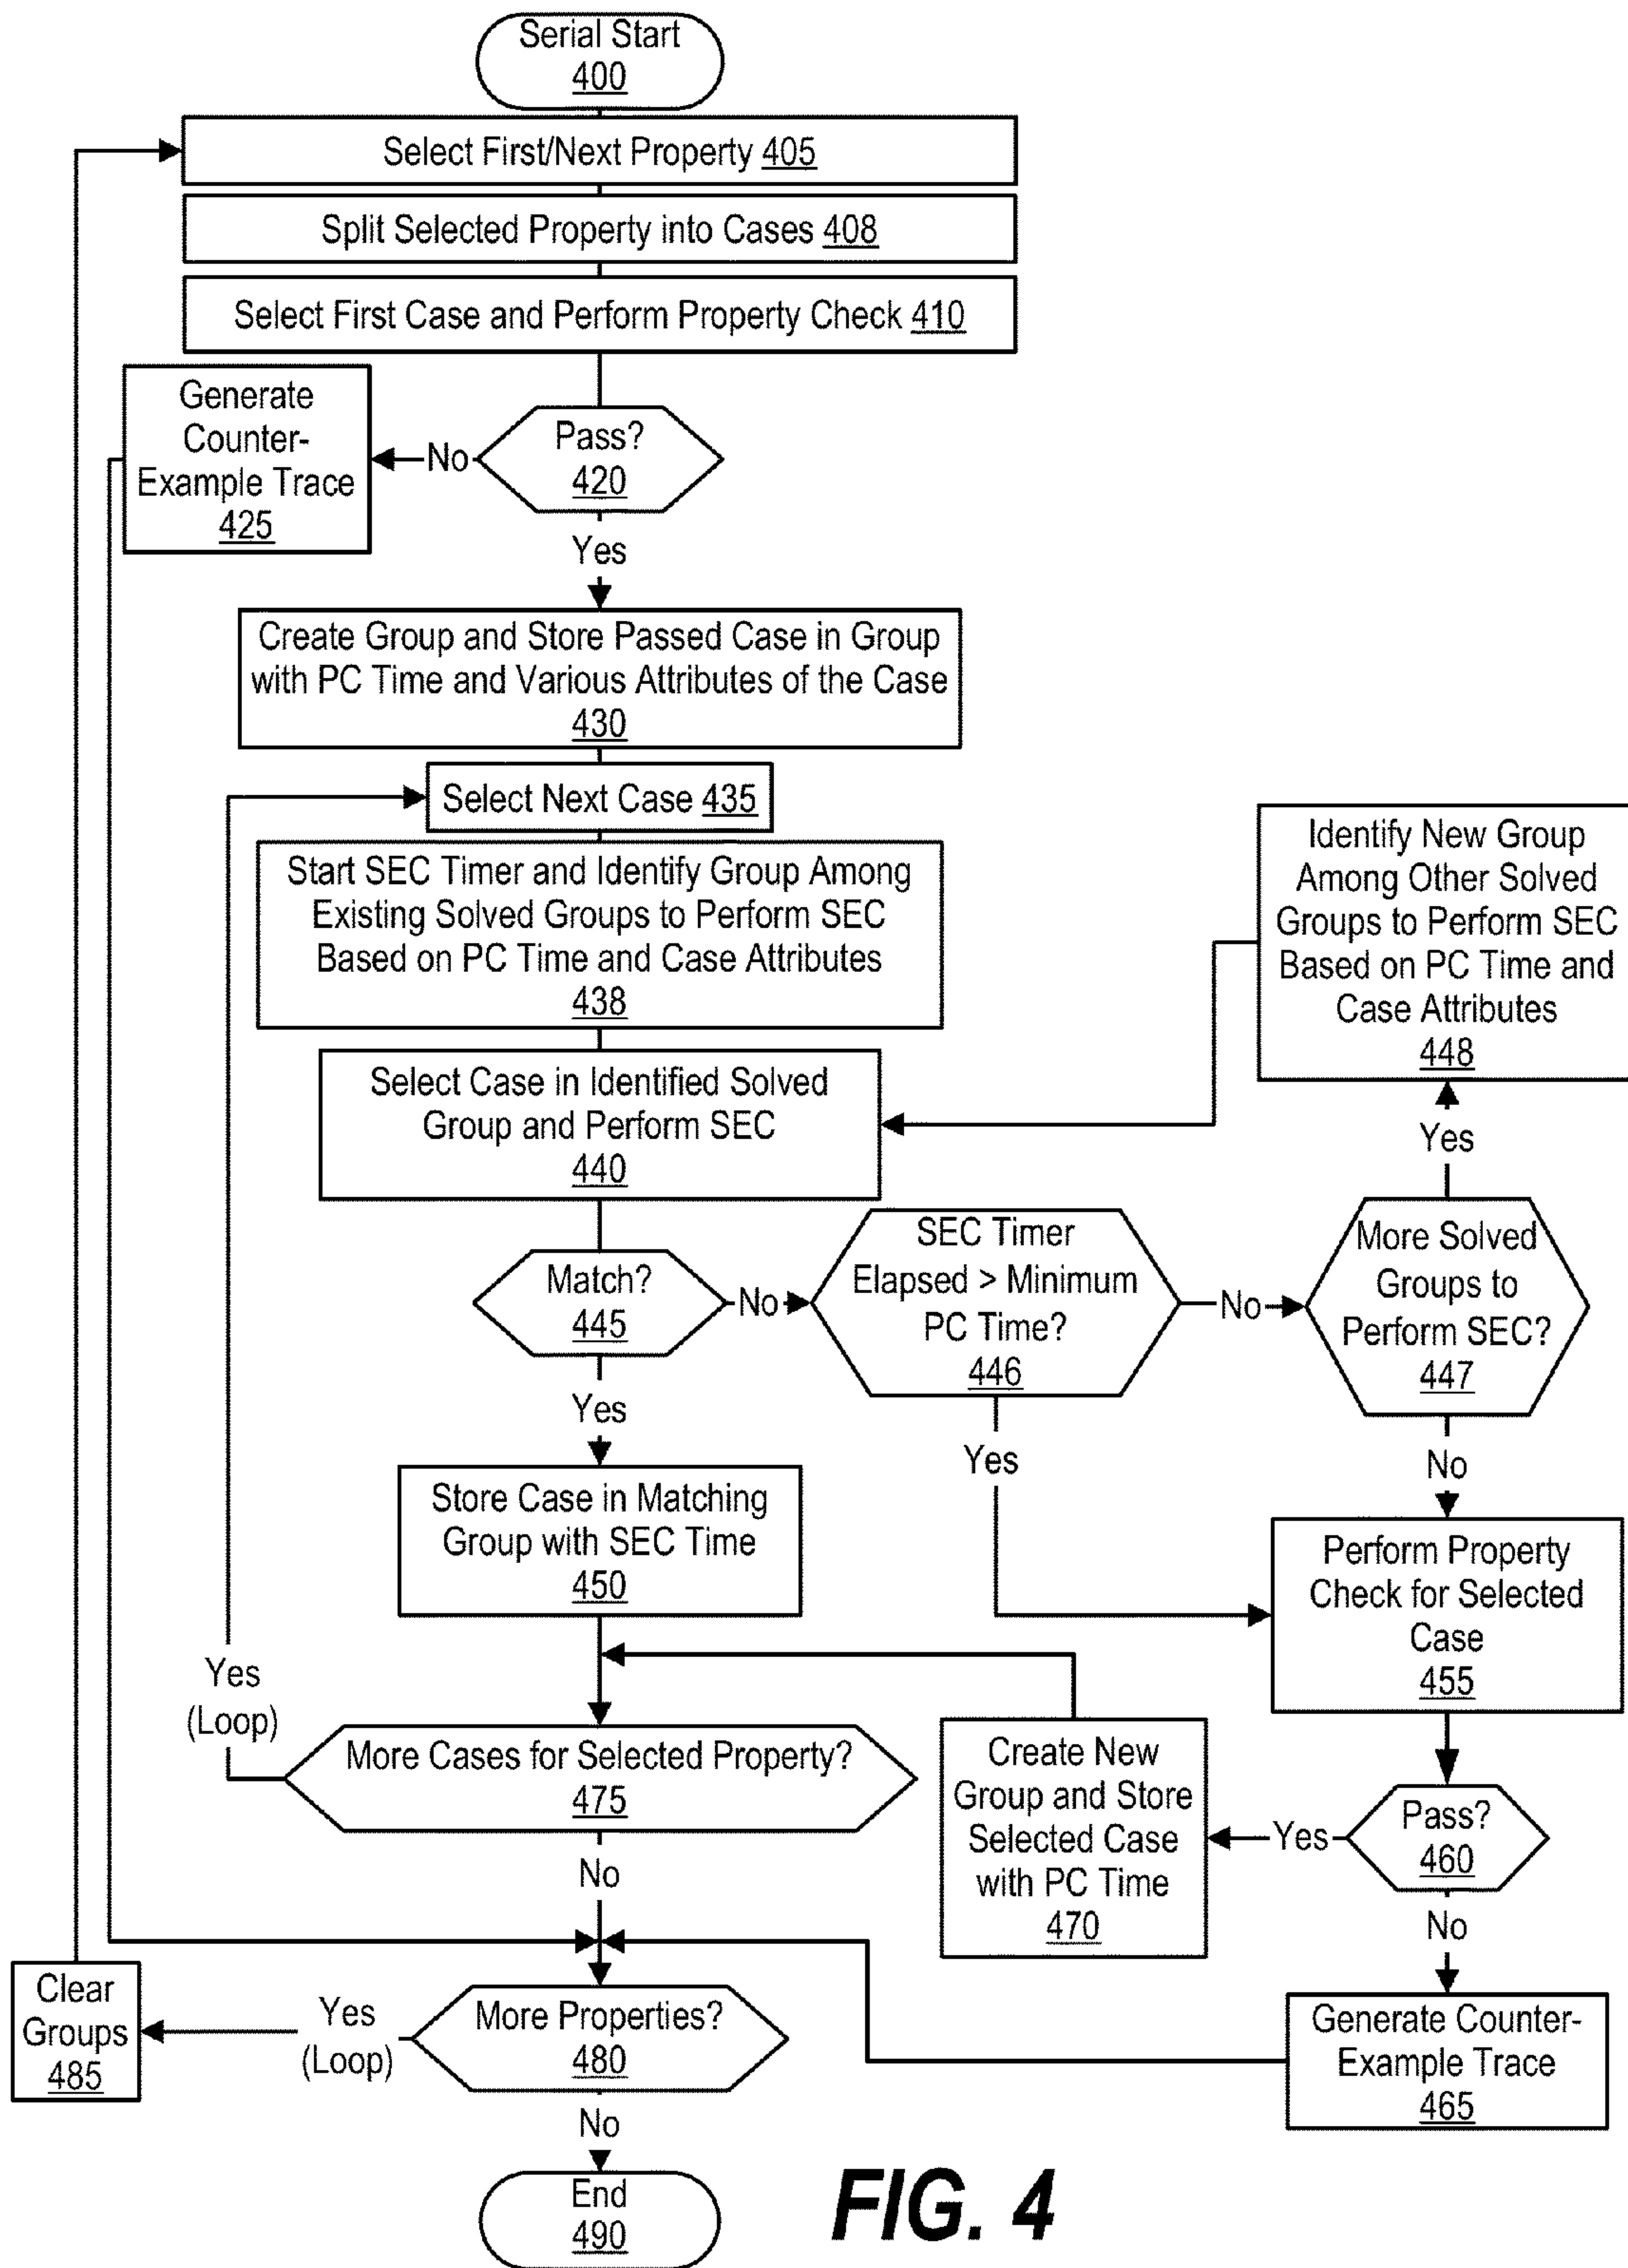 Serial Start
400
Select First/Next Property 405
Split Selected Property into Cases 408
Select First Case and Perform Property Check 410
Generate
Counter-
Example Trace
425
No
Pass?
420
Yes
Create Group and Store Passed Case in Group
with PC Time and Various Attributes of the Case
430
Select Next Case 435
Start SEC Timer and Identify Group Among
Existing Solved Groups to Perform SEC
Based on PC Time and Case Attributes
438
Identify New Group
Among Other Solved
Groups to Perform SEC
Based on PC Time and
Case Attributes
448
Select Case in Identified Solved
Group and Perform SEC
440
Yes
Match?
445
No
SEC Timer
Elapsed > Minimum
PC Time?
446
No
More Solved
Groups to
Perform SEC?
447
Yes
Yes
No
Store Case in Matching
Group with SEC Time
450
Perform Property
Check for Selected
Case
455
Yes
(Loop)
More Cases for Selected Property?
475
Create New
Group and Store
Selected Case
with PC Time
470
Yes
Pass?
460
No
No
Clear
Groups
485
Yes
(Loop)
More Properties?
480
Generate Counter-
Example Trace
465
No
End
490
FIG. 4